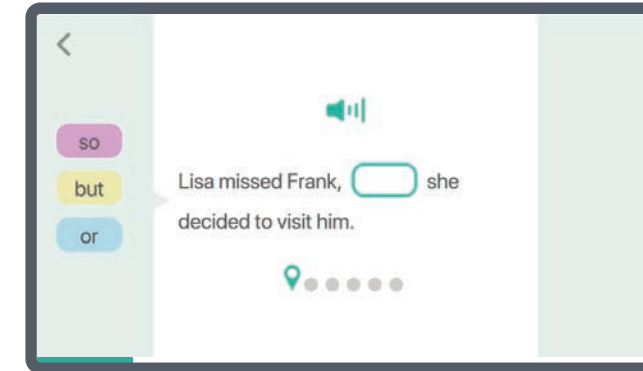 so
but
or
Lisa missed Frank, she
decided to visit him.